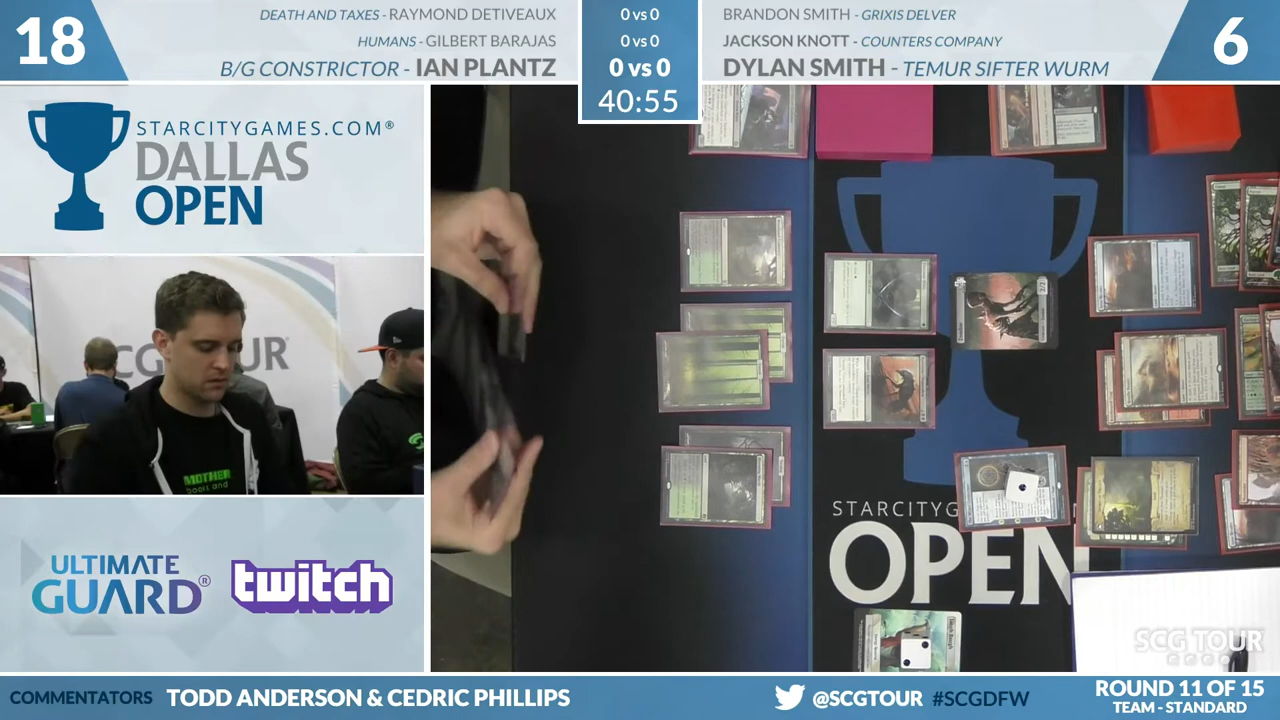 18
DEATH AND TAXES - RAYMOND DETIVEAUX
HUMANS - GILBERT BARAJAS
B/G CONSTRICTOR - IAN PLANTZ
0 vs 0
0 vs 0
0 vs 0
40:55
BRANDON SMITH - GRIXIS DELVER
JACKSON KNOTT - COUNTERS COMPANY
DYLAN SMITH - TEMUR SIFTER WURM
6
STARCITYGAMES.COM®
DALLAS
OPEN
MOTHER
ULTIMATE
GUARD®
twitch
STARCITYG
OPEN
SCG TOUR
COMMENTATORS TODD ANDERSON & CEDRIC PHILLIPS
@SCGTOUR #SCGDFW
ROUND 11 OF 15
TEAM - STANDARD